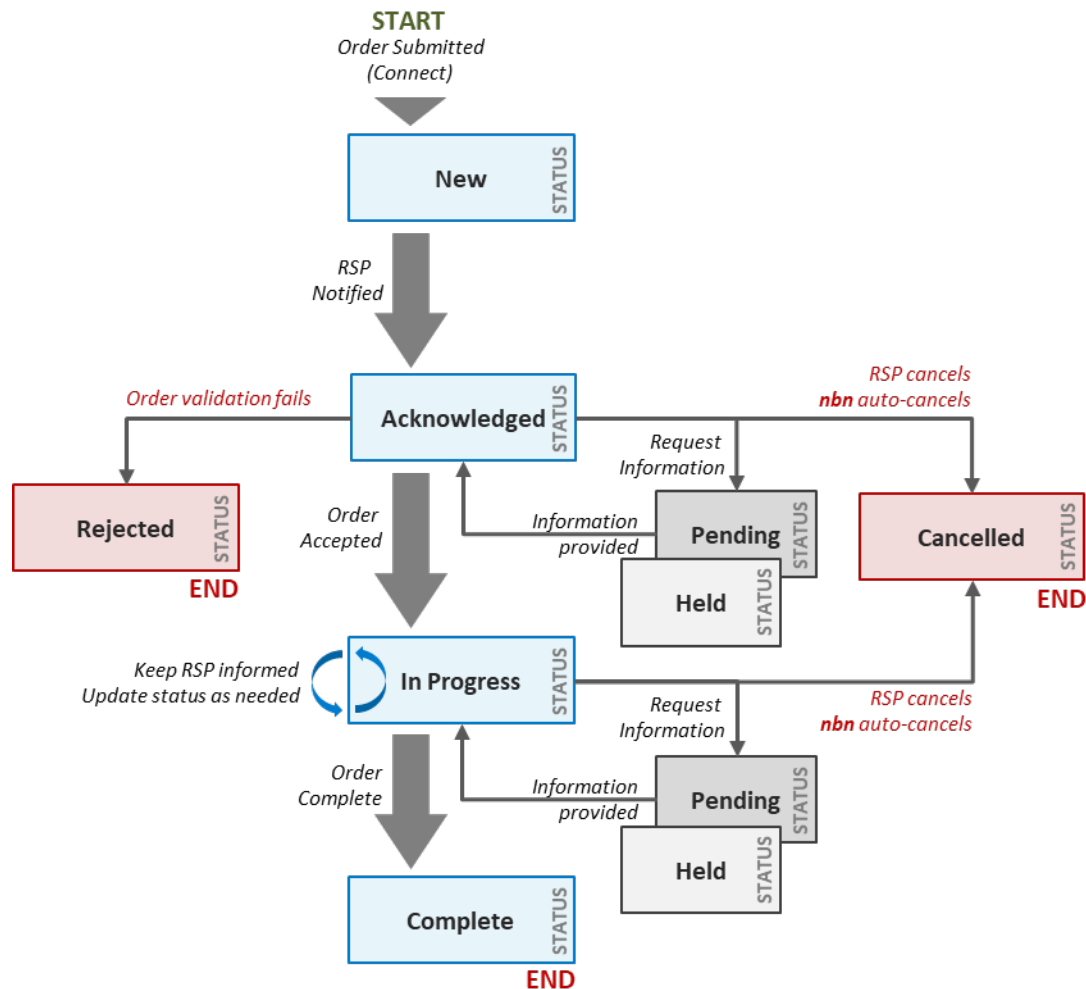 START
Order Submitted
(Connect)
New
STATUS
RSP
Notified
Order validation fails
Acknowledged
STATUS
RSP cancels
nbn auto-cancels
Request
Information
Rejected
STATUS
END
Order
Accepted
Information
provided
Pending
STATUS
Held
STATUS
Cancelled
STATUS
END
Keep RSP informed
Update status as needed
In Progress
STATUS
Request
Information
RSP cancels
nbn auto-cancels
Order
Complete
Information
provided
Pending
STATUS
Held
STATUS
Complete
STATUS
END